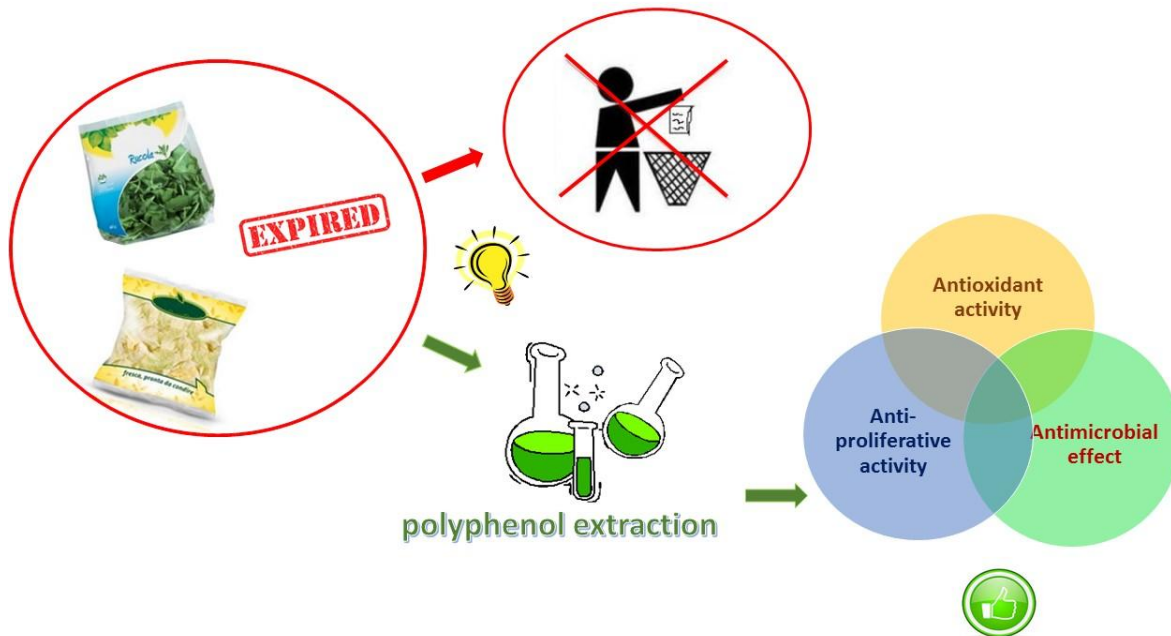 Rucola
EXPIRED
fresca, pronta da condire
polyphenol extraction
Antioxidant
activity
Anti-
proliferative
activity
Antimicrobial
effect